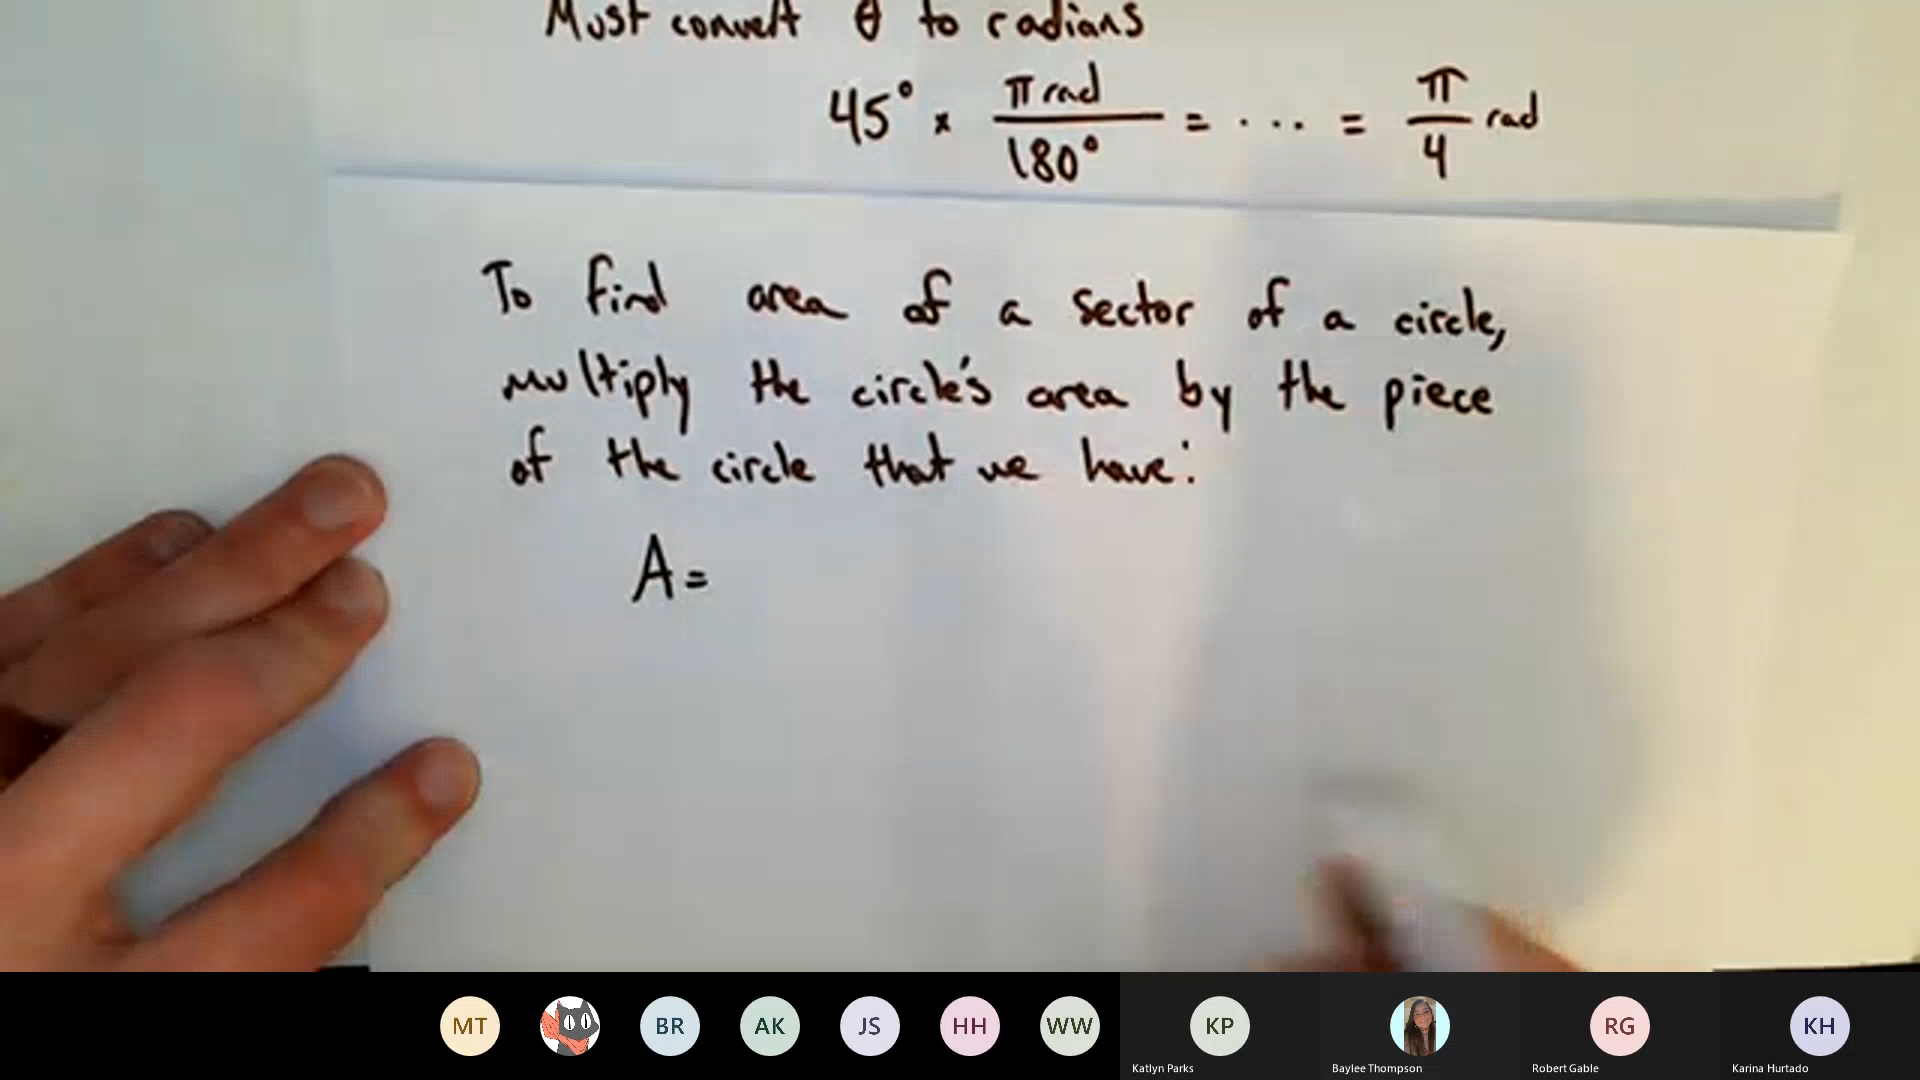 Must convert θ to radians
45° × π rad / 180° = . . . = π / 4 rad
To find area of a sector of a circle,
multiply the circle's area by the piece
of the circle that we have:
A =
MT BR AK JS HH WW KP RG KH
Katlyn Parks Baylee Thompson Robert Gable Karina Hurtado